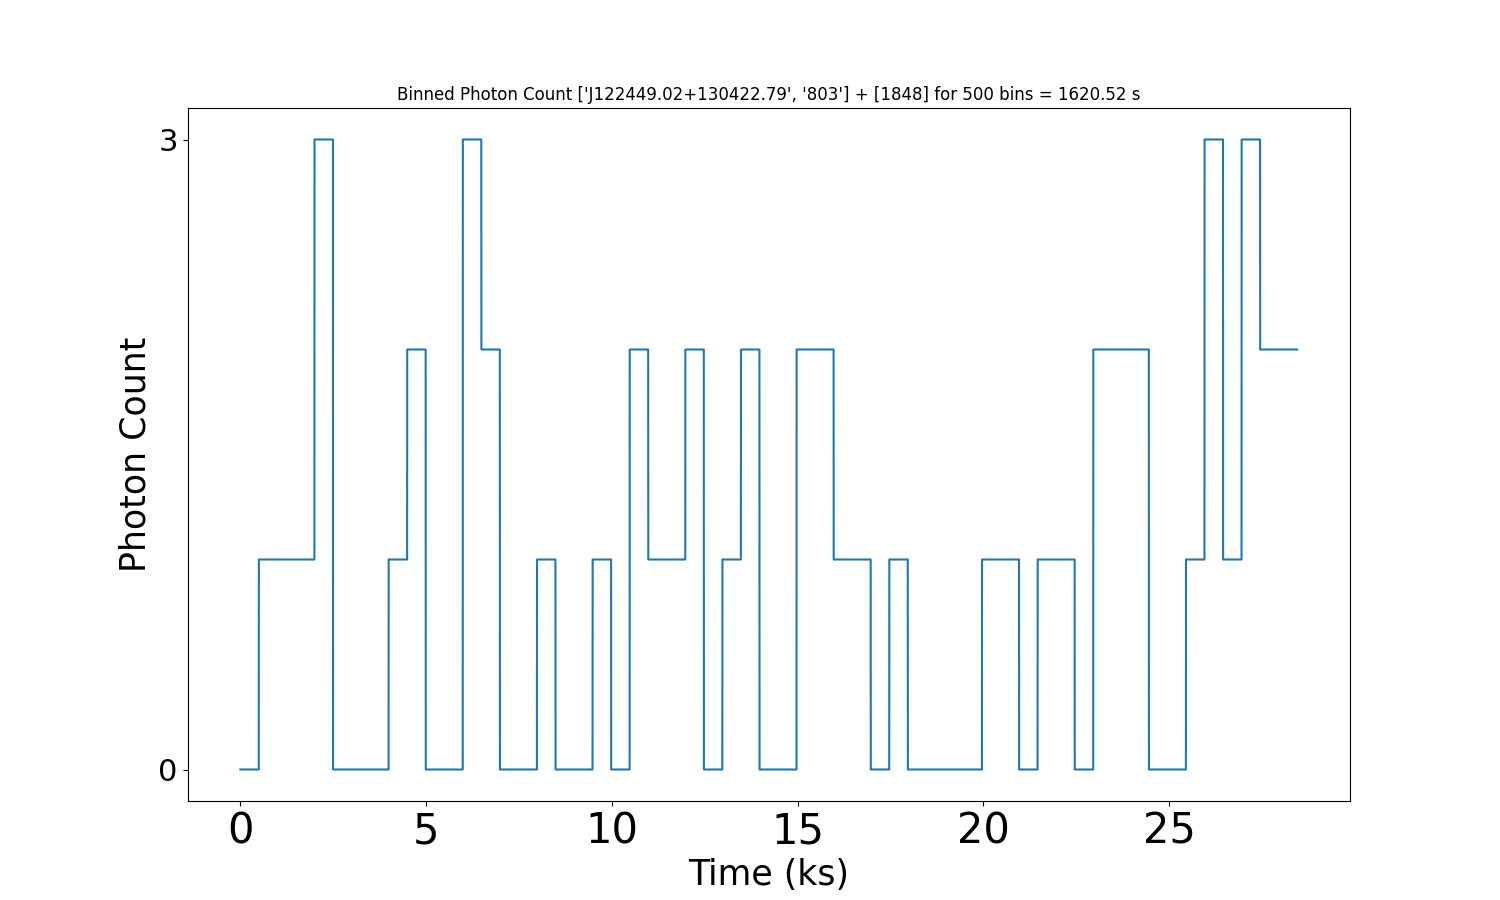 Binned Photon Count ['J122449.02+130422.79', '803'] + [1848] for 500 bins = 1620.52 s
3
0
Photon Count
0 5 10 15 20 25
Time (ks)